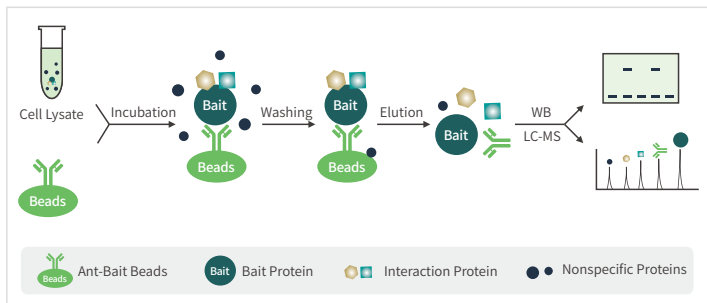 Cell Lysate
Beads
Incubation
Bait
Beads
Washing
Bait
Beads
Elution
Bait
WB
LC-MS
Beads
Ant-Bait Beads
Bait
Bait Protein
Interaction Protein
Nonspecific Proteins